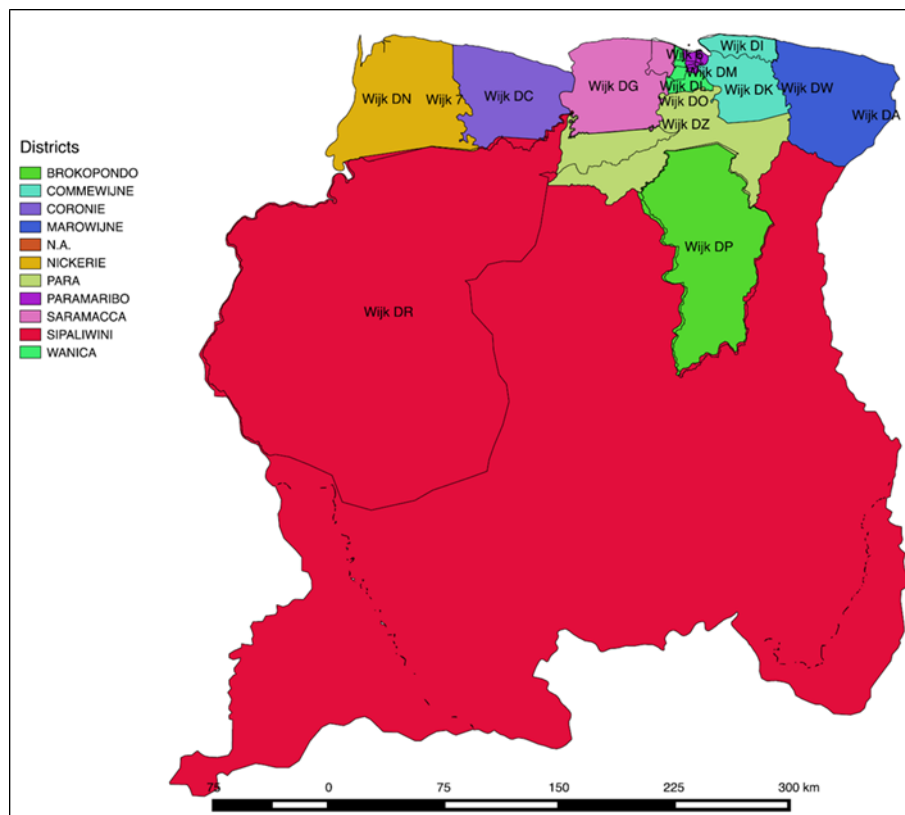 Wijk DI
Wijk B
Wijk DN
Wijk 7
Wijk DC
Wijk DG
Wijk DM
Wijk DL
Wijk DK
Wijk DW
Wijk DO
Wijk DA
Wijk DZ
Districts
BROKOPONDO
COMMEWIJNE
CORONIE
MAROWIJNE
N.A.
NICKERIE
PARA
PARAMARIBO
SARAMACCA
SIPALIWINI
WANICA
Wijk DP
Wijk DR
75 0 75 150 225 300 km